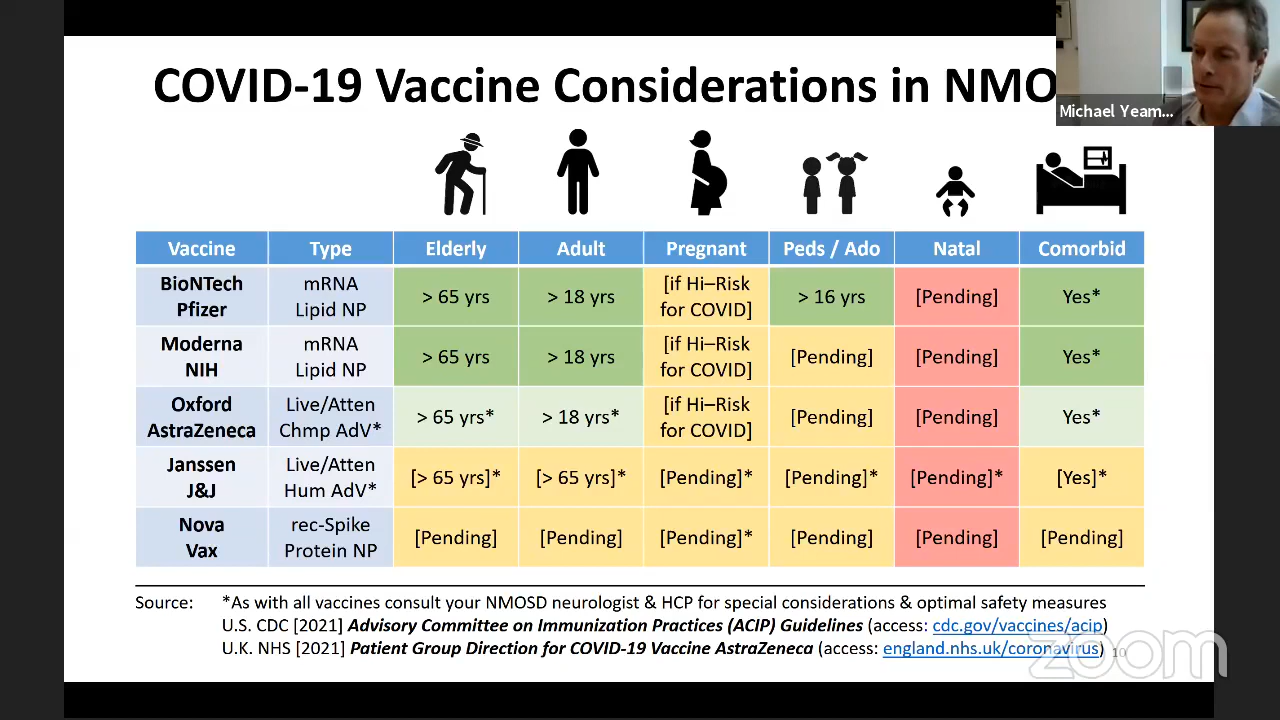 COVID-19 Vaccine Considerations in NMO
Michael Yeam...
Vaccine Type Elderly Adult Pregnant Peds / Ado Natal Comorbid
BioNTech Pfizer mRNA Lipid NP > 65 yrs > 18 yrs [if Hi–Risk for COVID] > 16 yrs [Pending] Yes*
Moderna NIH mRNA Lipid NP > 65 yrs > 18 yrs [if Hi–Risk for COVID] [Pending] [Pending] Yes*
Oxford AstraZeneca Live/Atten Chmp AdV* > 65 yrs* > 18 yrs* [if Hi–Risk for COVID] [Pending] [Pending] Yes*
Janssen J&J Live/Atten Hum AdV* [> 65 yrs]* [> 65 yrs]* [Pending]* [Pending]* [Pending]* [Yes]*
Nova Vax rec-Spike Protein NP [Pending] [Pending] [Pending]* [Pending] [Pending] [Pending]
Source: *As with all vaccines consult your NMOSD neurologist & HCP for special considerations & optimal safety measures
U.S. CDC [2021] Advisory Committee on Immunization Practices (ACIP) Guidelines (access: cdc.gov/vaccines/acip)
U.K. NHS [2021] Patient Group Direction for COVID-19 Vaccine AstraZeneca (access: england.nhs.uk/coronavirus) 10
zoom